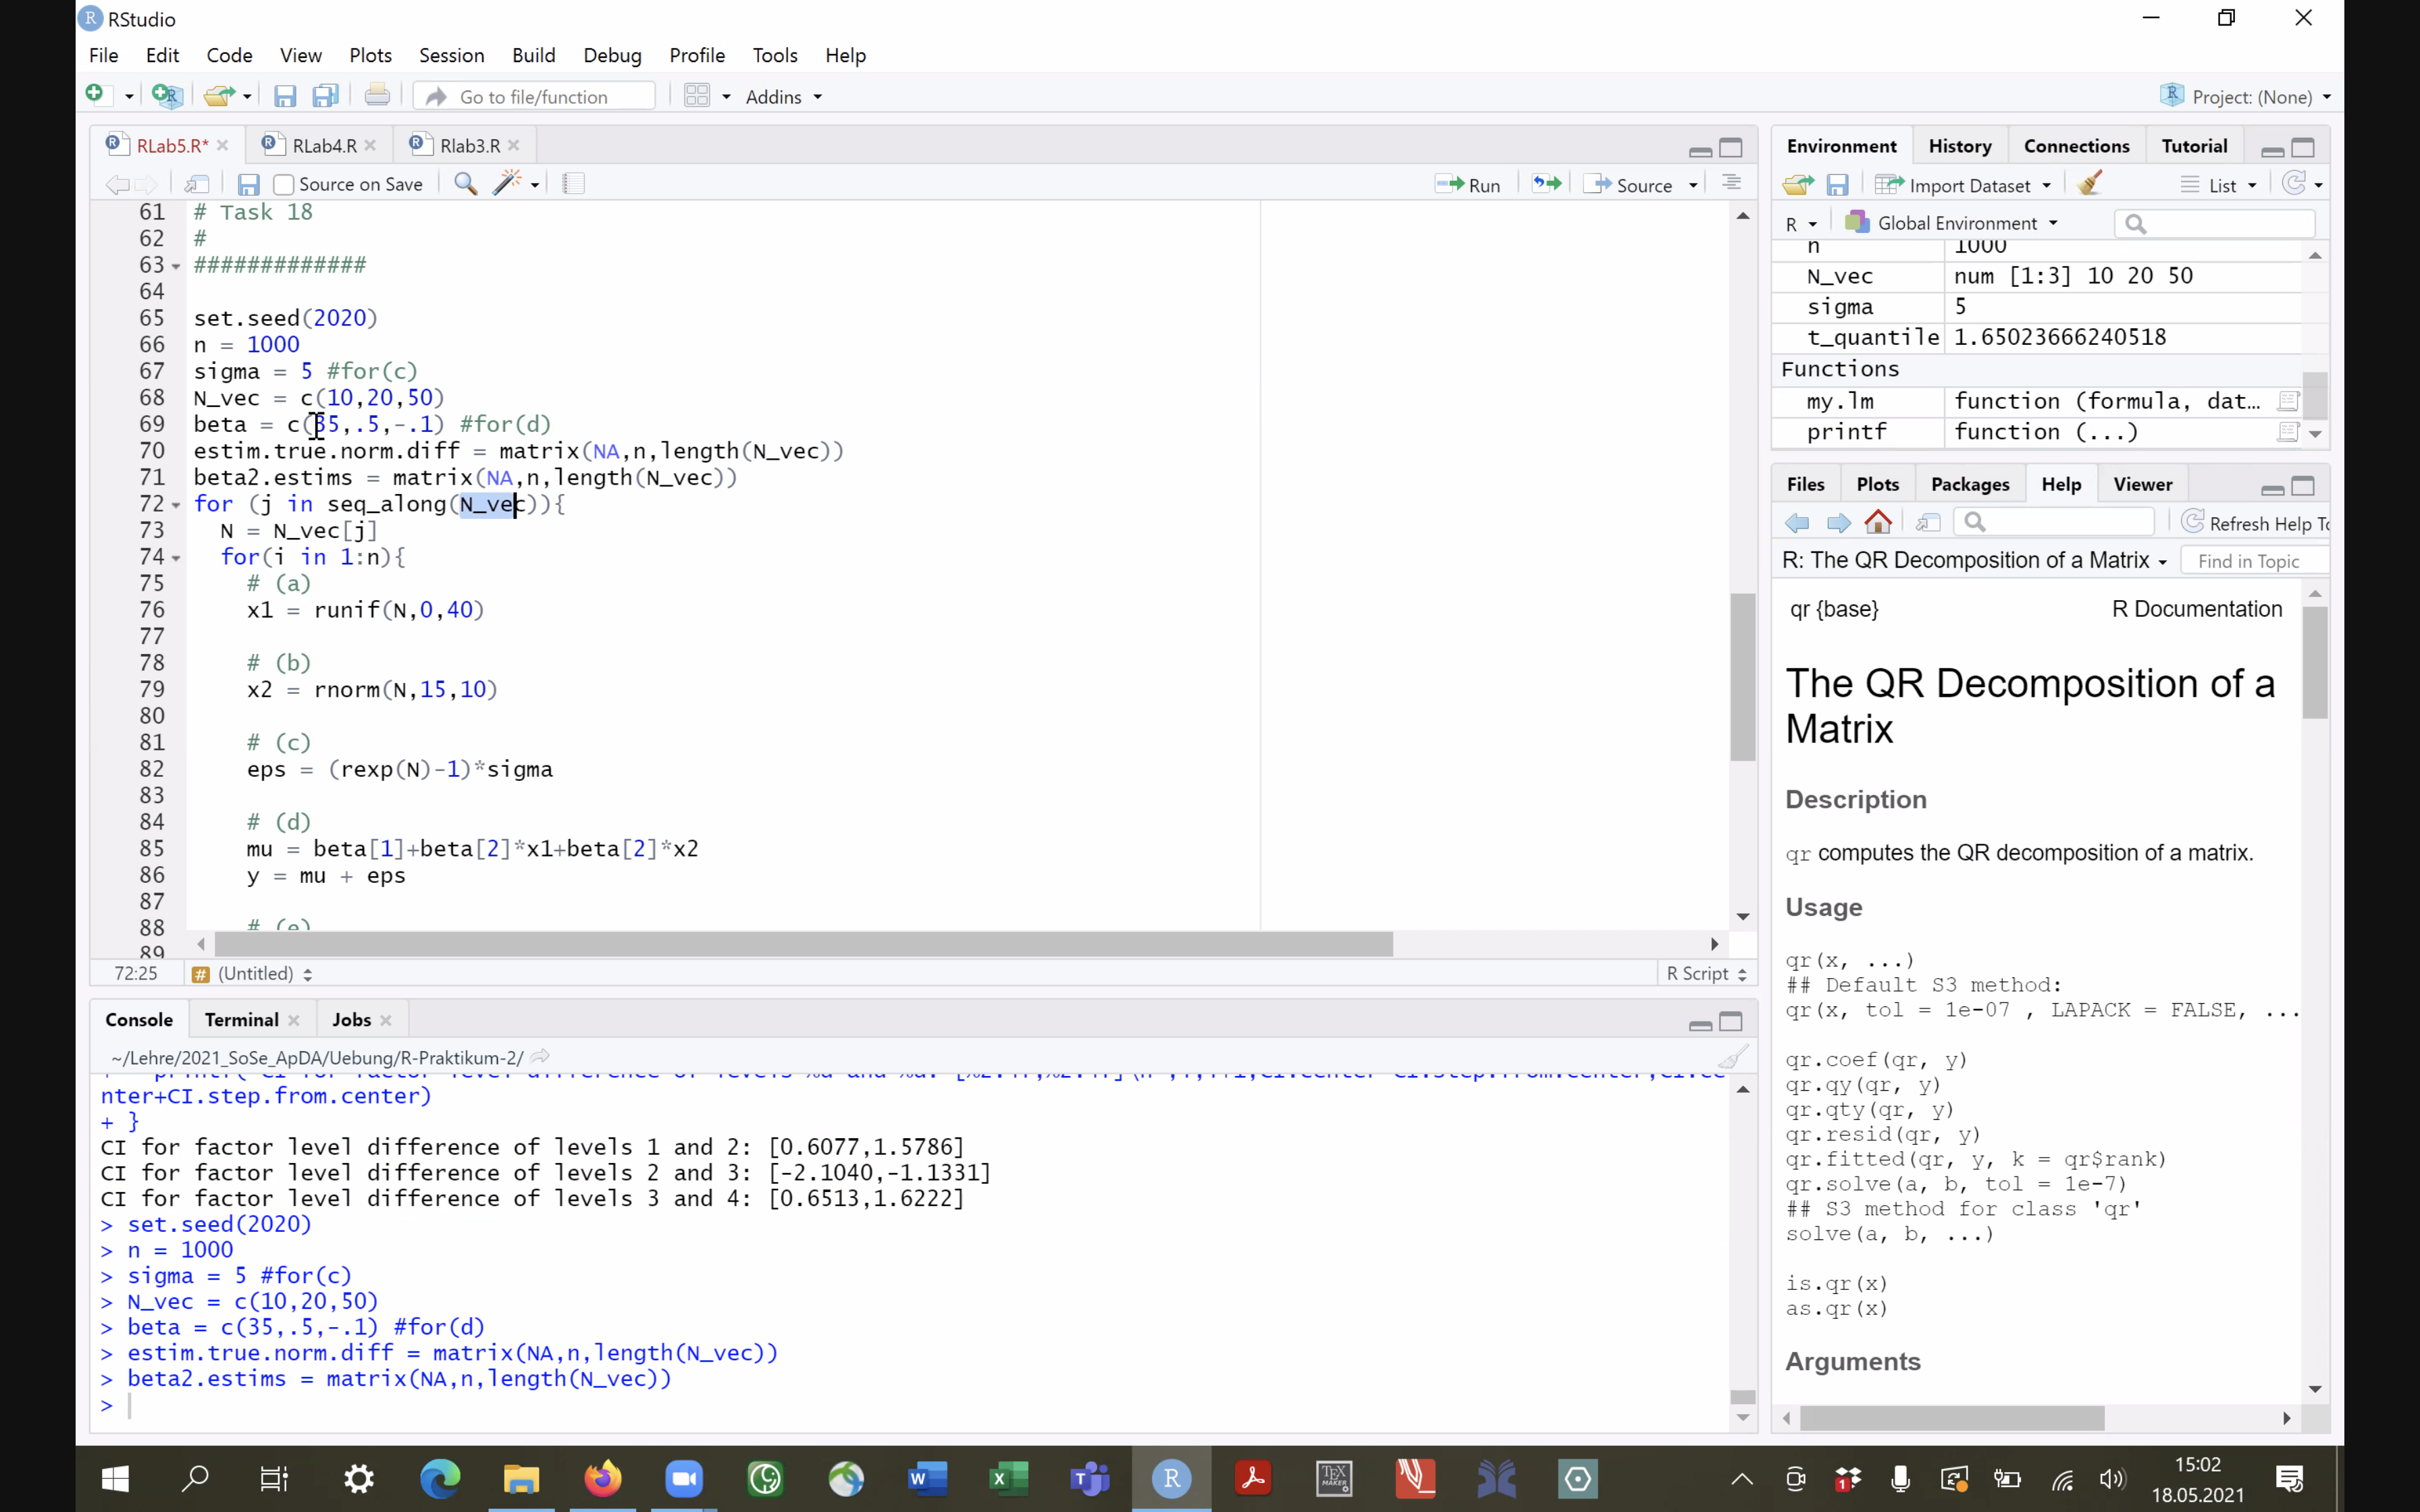 RStudio
File Edit Code View Plots Session Build Debug Profile Tools Help
Go to file/function Addins Project: (None)
RLab5.R* RLab4.R Rlab3.R
Source on Save Run Source
61 # Task 18
62 #
63 #############
64
65 set.seed(2020)
66 n = 1000
67 sigma = 5 #for(c)
68 N_vec = c(10,20,50)
69 beta = c(35,.5,-.1) #for(d)
70 estim.true.norm.diff = matrix(NA,n,length(N_vec))
71 beta2.estims = matrix(NA,n,length(N_vec))
72 for (j in seq_along(N_vec)){
73 N = N_vec[j]
74 for(i in 1:n){
75 # (a)
76 x1 = runif(N,0,40)
77
78 # (b)
79 x2 = rnorm(N,15,10)
80
81 # (c)
82 eps = (rexp(N)-1)*sigma
83
84 # (d)
85 mu = beta[1]+beta[2]*x1+beta[2]*x2
86 y = mu + eps
87
88 # (e)
89
72:25 (Untitled) R Script
Console Terminal Jobs
~/Lehre/2021_SoSe_ApDA/Uebung/R-Praktikum-2/
nter+CI.step.from.center)
+ }
CI for factor level difference of levels 1 and 2: [0.6077,1.5786]
CI for factor level difference of levels 2 and 3: [-2.1040,-1.1331]
CI for factor level difference of levels 3 and 4: [0.6513,1.6222]
> set.seed(2020)
> n = 1000
> sigma = 5 #for(c)
> N_vec = c(10,20,50)
> beta = c(35,.5,-.1) #for(d)
> estim.true.norm.diff = matrix(NA,n,length(N_vec))
> beta2.estims = matrix(NA,n,length(N_vec))
>
Environment History Connections Tutorial
Import Dataset List
R Global Environment
n 1000
N_vec num [1:3] 10 20 50
sigma 5
t_quantile 1.65023666240518
Functions
my.lm function (formula, dat…
printf function (...)
Files Plots Packages Help Viewer
Refresh Help To
R: The QR Decomposition of a Matrix Find in Topic
qr {base} R Documentation
The QR Decomposition of a
Matrix
Description
qr computes the QR decomposition of a matrix.
Usage
qr(x, ...)
## Default S3 method:
qr(x, tol = 1e-07 , LAPACK = FALSE, ...
qr.coef(qr, y)
qr.qy(qr, y)
qr.qty(qr, y)
qr.resid(qr, y)
qr.fitted(qr, y, k = qr$rank)
qr.solve(a, b, tol = 1e-7)
## S3 method for class 'qr'
solve(a, b, ...)
is.qr(x)
as.qr(x)
Arguments
15:02
18.05.2021